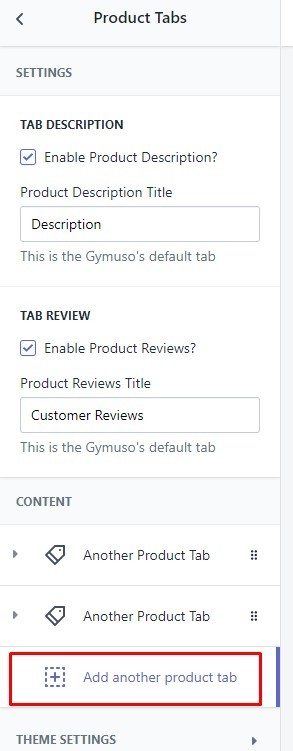 Product Tabs
SETTINGS
TAB DESCRIPTION
Enable Product Description?
Product Description Title
Description
This is the Gymuso's default tab
TAB REVIEW
Enable Product Reviews?
Product Reviews Title
Customer Reviews
This is the Gymuso's default tab
CONTENT
Another Product Tab
Another Product Tab
Add another product tab
THEME SETTINGS